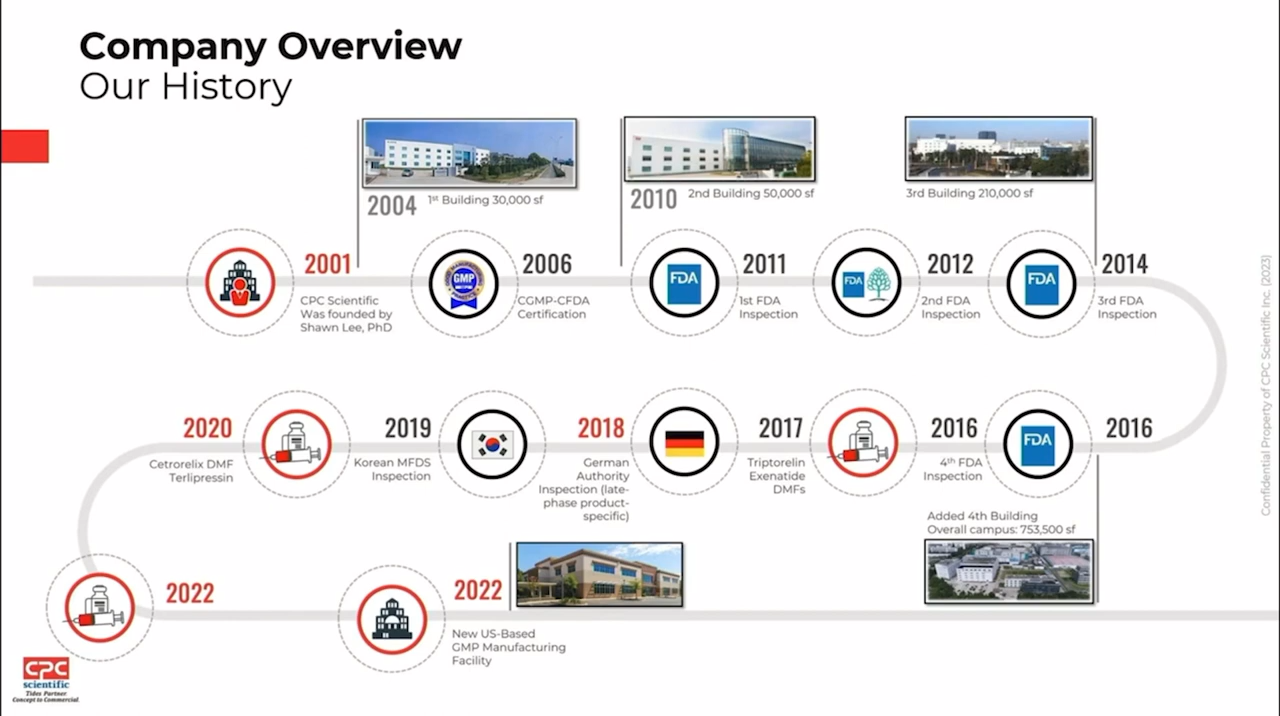 Company Overview
Our History
2004
1st Building 30,000 sf
2010
2nd Building 50,000 sf
3rd Building 210,000 sf
2001
CPC Scientific
Was founded by
Shawn Lee, PhD
GMP
2006
CGMP-CFDA
Certification
FDA
2011
1st FDA
Inspection
FDA
2012
2nd FDA
Inspection
FDA
2014
3rd FDA
Inspection
2020
Cetrorelix DMF
Terlipressin
2019
Korean MFDS
Inspection
2018
German
Authority
Inspection (late-
phase product-
specific)
2017
Triptorelin
Exenatide
DMFs
2016
4th FDA
Inspection
FDA
2016
Added 4th Building
Overall campus: 753,500 sf
2022
2022
New US-Based
GMP Manufacturing
Facility
CPC
scientific
Tides Partner
Concept to Commercial
Confidential Property of CPC Scientific Inc. (2023)